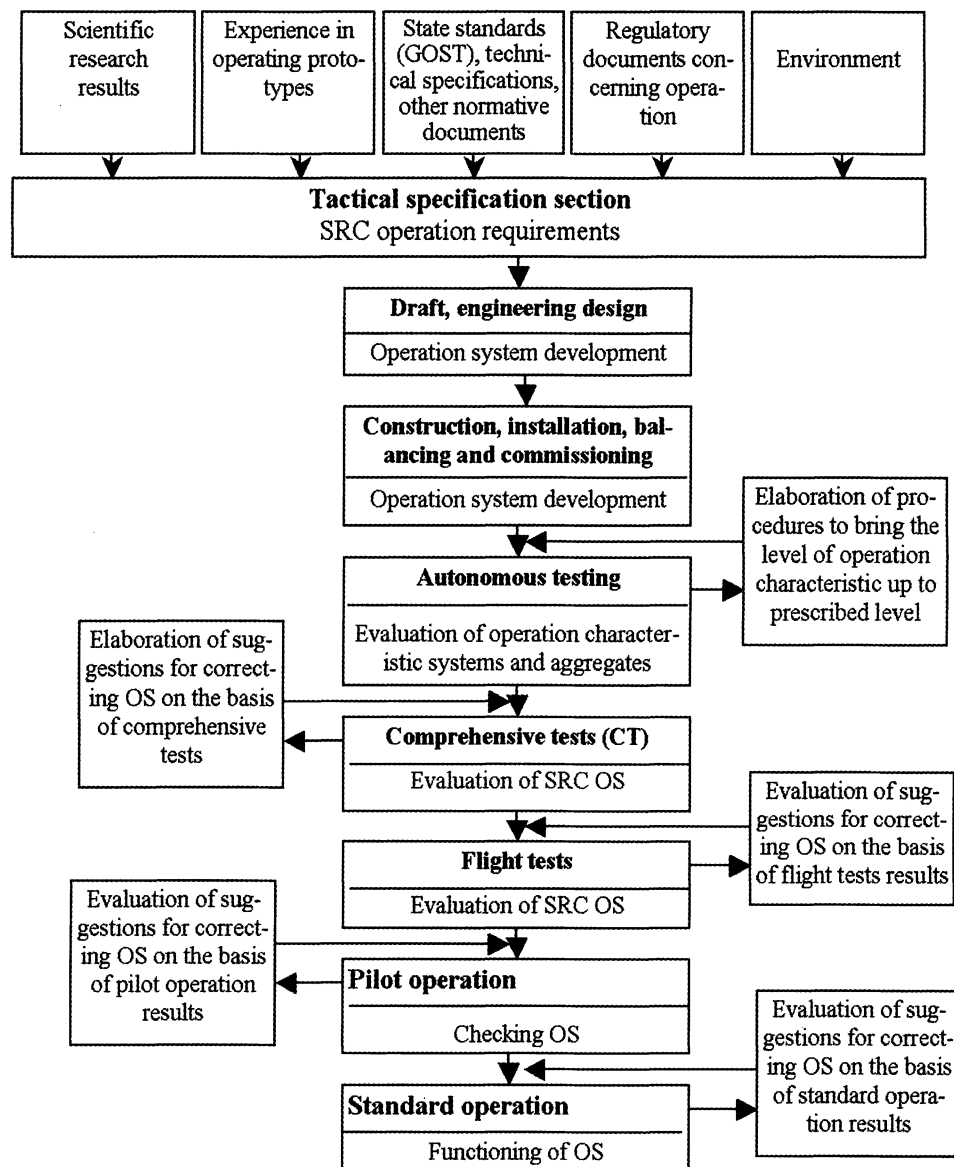 Scientific
research
results
Experience in
operating proto-
types
State standards
(GOST), techni-
cal specifications,
other normative
documents
Regulatory
documents con-
cerning opera-
tion
Environment
Tactical specification section
SRC operation requirements
Draft, engineering design
Operation system development
Construction, installation, bal-
ancing and commissioning
Operation system development
Elaboration of pro-
cedures to bring the
level of operation
characteristic up to
prescribed level
Autonomous testing
Evaluation of operation character-
istic systems and aggregates
Elaboration of sug-
gestions for correct-
ing OS on the basis
of comprehensive
tests
Comprehensive tests (CT)
Evaluation of SRC OS
Evaluation of sug-
gestions for correct-
ing OS on the basis
of flight tests results
Flight tests
Evaluation of SRC OS
Evaluation of sug-
gestions for correct-
ing OS on the basis
of pilot operation
results
Pilot operation
Checking OS
Evaluation of sug-
gestions for correct-
ing OS on the basis
of standard opera-
tion results
Standard operation
Functioning of OS